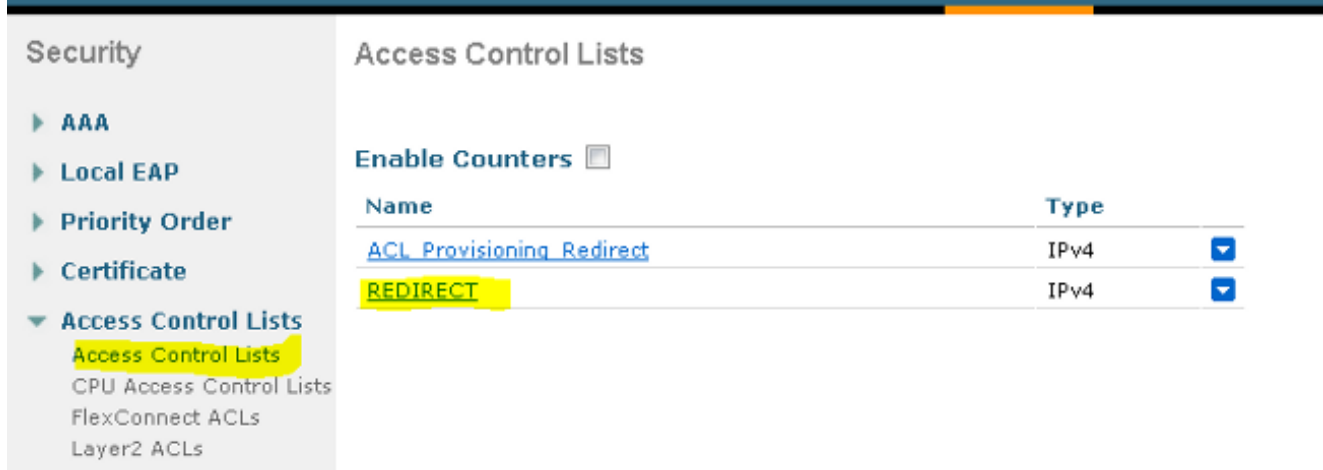 Security
AAA
Local EAP
Priority Order
Certificate
Access Control Lists
Access Control Lists
CPU Access Control Lists
FlexConnect ACLs
Layer2 ACLs
Access Control Lists
Enable Counters
Name Type
ACL_Provisioning_Redirect IPv4
REDIRECT IPv4